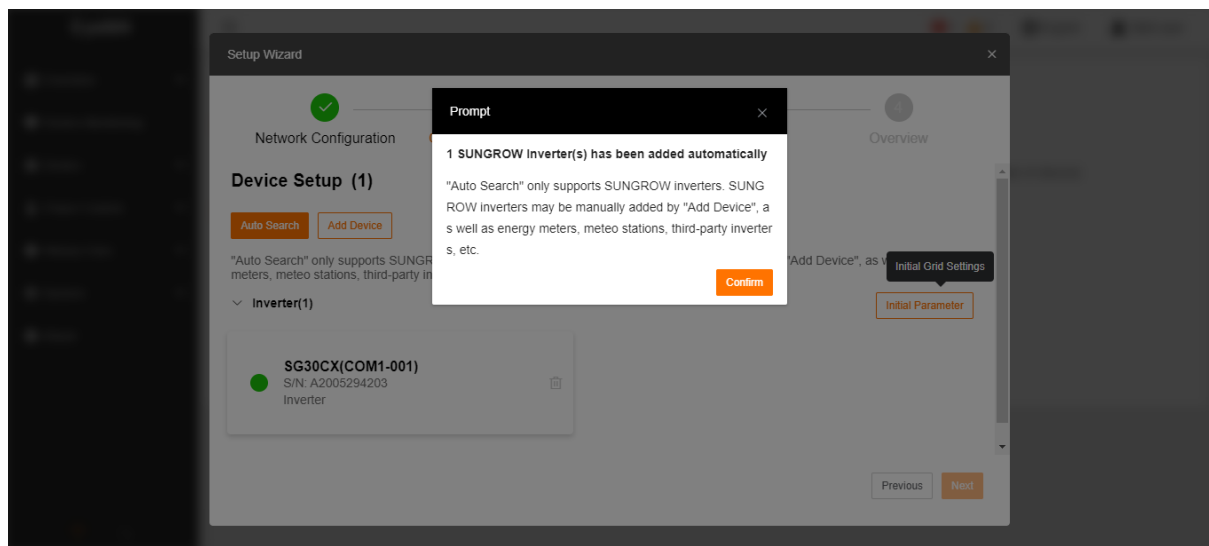 Setup Wizard
Prompt
4
Network Configuration
Overview
1 SUNGROW Inverter(s) has been added automatically
Device Setup (1)
"Auto Search" only supports SUNGROW inverters. SUNG
ROW inverters may be manually added by "Add Device", a
s well as energy meters, meteo stations, third-party inverter
s, etc.
Auto Search
Add Device
"Auto Search" only supports SUNGR
"Add Device", as w
meters, meteo stations, third-party in
Initial Grid Settings
Confirm
Inverter(1)
Initial Parameter
SG30CX(COM1-001)
S/N: A2005294203
Inverter
Previous
Next